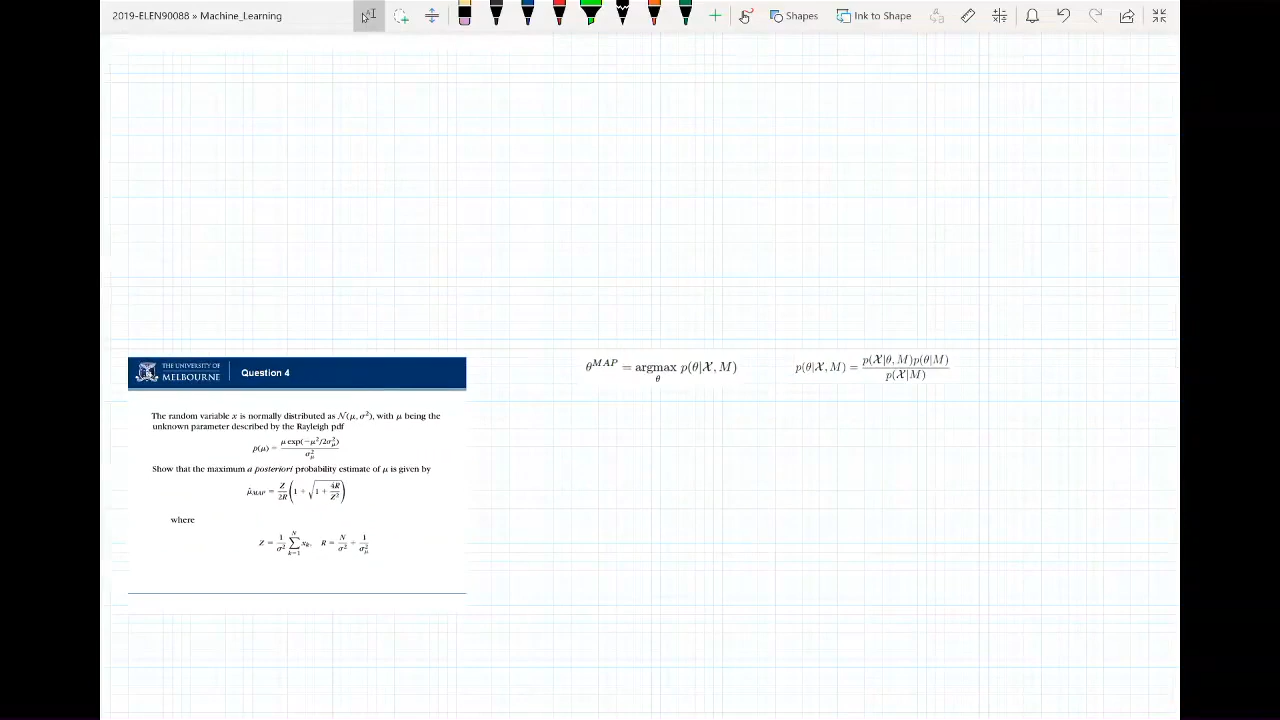 2019-ELEN90088 » Machine_Learning
Shapes
Ink to Shape
THE UNIVERSITY OF
MELBOURNE
Question 4
The random variable x is normally distributed as 𝒩(μ, σ²), with μ being the
unknown parameter described by the Rayleigh pdf
p(μ) = μ exp(−μ²/2σ_μ²) / σ_μ²
Show that the maximum a posteriori probability estimate of μ is given by
μ̂_MAP = Z/2R (1 + √(1 + 4R/Z²))
where
Z = 1/σ² ∑_{k=1}^{N} x_k, R = N/σ² + 1/σ_μ²
θ^{MAP} = argmax_θ p(θ|𝒳, M)
p(θ|𝒳, M) = p(𝒳|θ, M)p(θ|M) / p(𝒳|M)